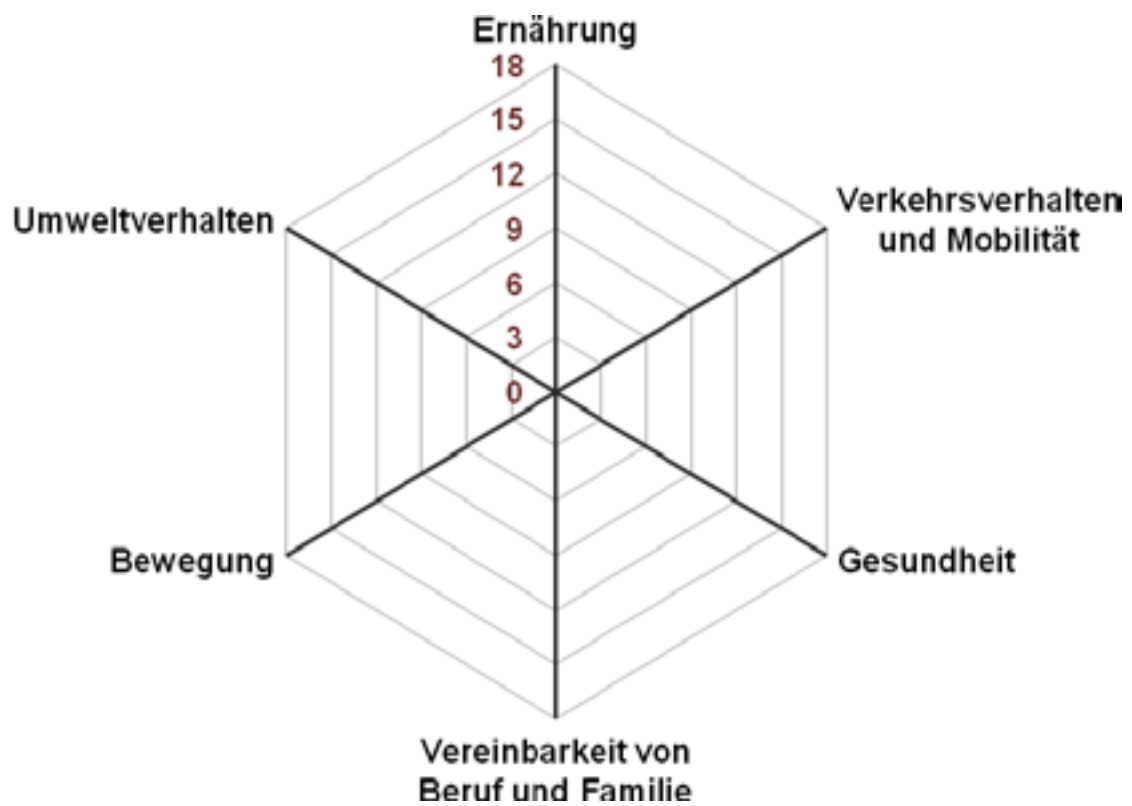 Ernährung
18
15
12
9
6
3
0
Verkehrsverhalten
und Mobilität
Umweltverhalten
Bewegung
Gesundheit
Vereinbarkeit von
Beruf und Familie